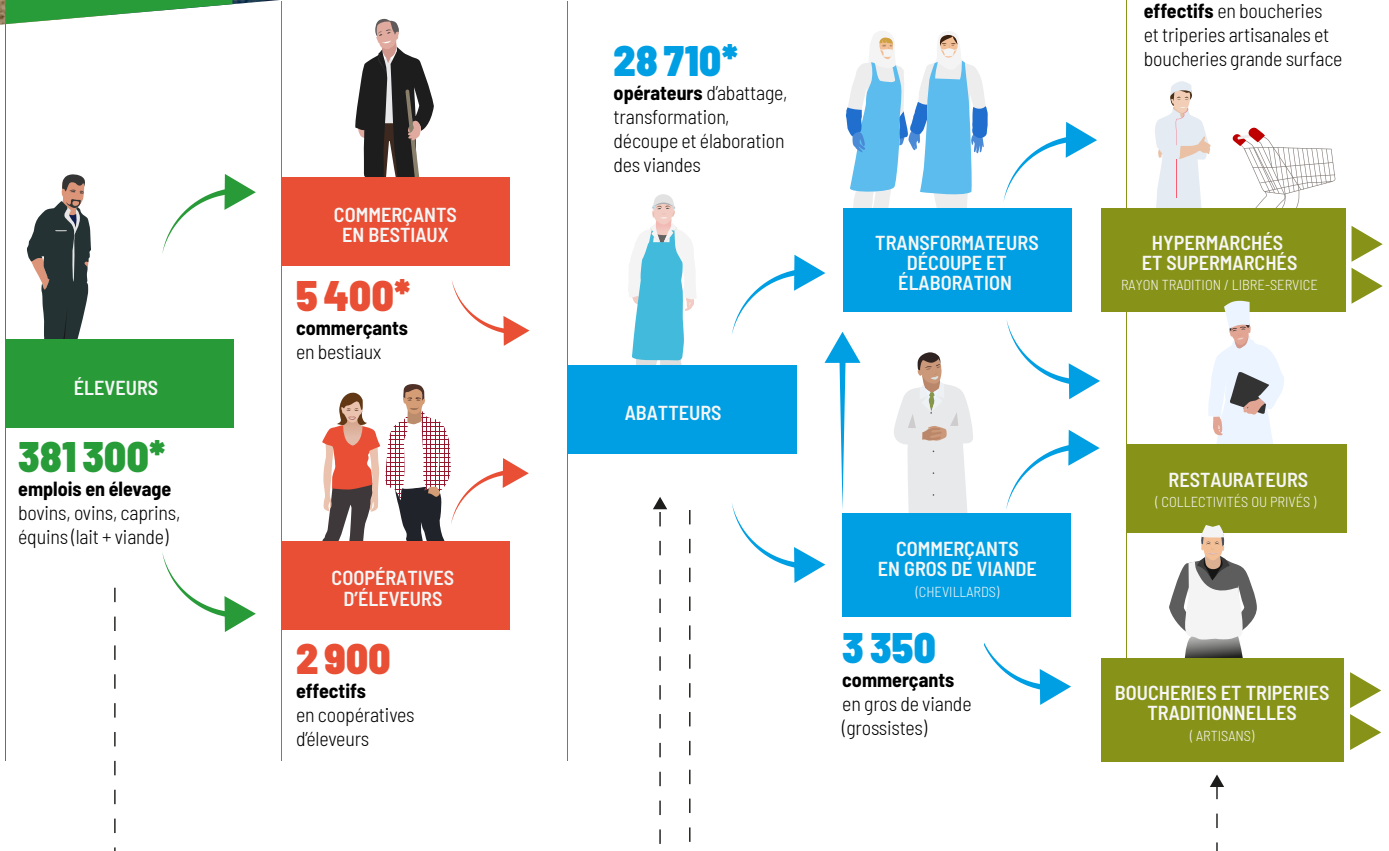 ÉLEVEURS
381 300*
emplois en élevage
bovins, ovins, caprins,
équins (lait + viande)
COMMERÇANTS
EN BESTIAUX
5 400*
commerçants
en bestiaux
COOPÉRATIVES
D'ÉLEVEURS
2 900
effectifs
en coopératives
d'éleveurs
28 710*
opérateurs d'abattage,
transformation,
découpe et élaboration
des viandes
ABATTEURS
TRANSFORMATEURS
DÉCOUPE ET
ÉLABORATION
COMMERÇANTS
EN GROS DE VIANDE
(CHEVILLARDS)
3 350
commerçants
en gros de viande
(grossistes)
effectifs en boucheries
et triperies artisanales et
boucheries grande surface
HYPERMARCHÉS
ET SUPERMARCHÉS
RAYON TRADITION / LIBRE-SERVICE
RESTAURATEURS
( COLLECTIVITÉS OU PRIVÉS )
BOUCHERIES ET TRIPERIES
TRADITIONNELLES
( ARTISANS)